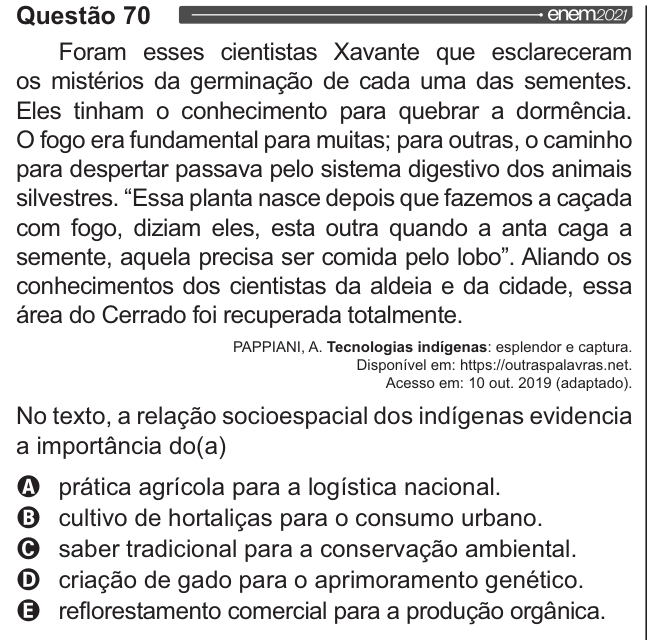 Questão 70
enem2021
Foram esses cientistas Xavante que esclareceram
os mistérios da germinação de cada uma das sementes.
Eles tinham o conhecimento para quebrar a dormência.
O fogo era fundamental para muitas; para outras, o caminho
para despertar passava pelo sistema digestivo dos animais
silvestres. “Essa planta nasce depois que fazemos a caçada
com fogo, diziam eles, esta outra quando a anta caga a
semente, aquela precisa ser comida pelo lobo”. Aliando os
conhecimentos dos cientistas da aldeia e da cidade, essa
área do Cerrado foi recuperada totalmente.
PAPPIANI, A. Tecnologias indígenas: esplendor e captura.
Disponível em: https://outraspalavras.net.
Acesso em: 10 out. 2019 (adaptado).
No texto, a relação socioespacial dos indígenas evidencia
a importância do(a)
A prática agrícola para a logística nacional.
B cultivo de hortaliças para o consumo urbano.
C saber tradicional para a conservação ambiental.
D criação de gado para o aprimoramento genético.
E reflorestamento comercial para a produção orgânica.